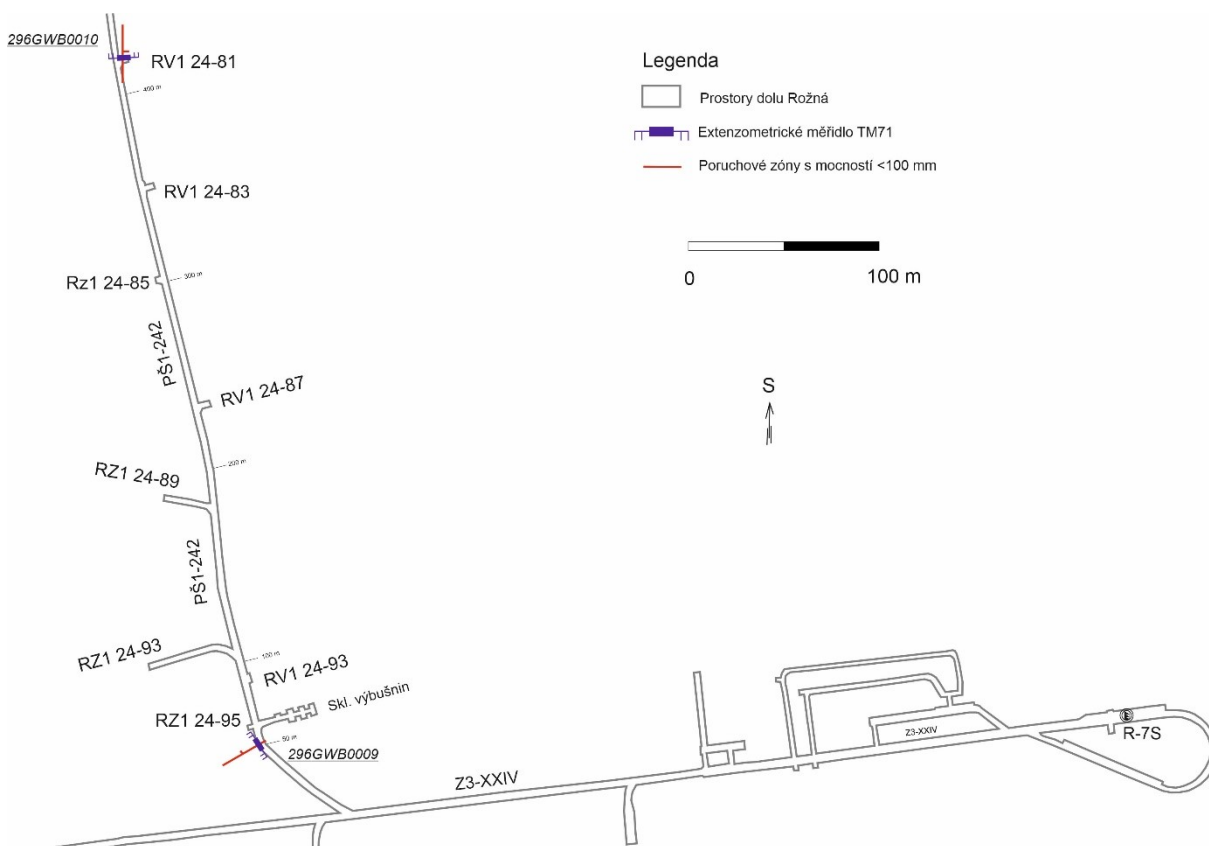 296GWB0010
RV1 24-81
400 m
Legenda
Prostory dolu Rožná
Extenzometrické měřidlo TM71
Poruchové zóny s mocností <100 mm
RV1 24-83
0
100 m
Rz1 24-85
300 m
PŠ1-242
RV1 24-87
S
200 m
RZ1 24-89
PŠ1-242
RZ1 24-93
100 m
RV1 24-93
Skl. výbušnin
RZ1 24-95
50 m
296GWB0009
Z3-XXIV
Z3-XXIV
R-7S